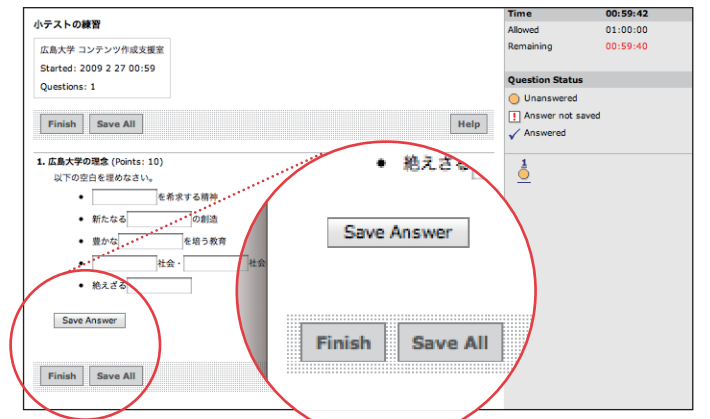 小テストの練習
広島大学 コンテンツ作成支援室
Started: 2009 2 27 00:59
Questions: 1
Finish Save All Help
1. 広島大学の理念 (Points: 10)
以下の空白を埋めなさい。
• を希求する精神
• 新たなる の創造
• 豊かな を培う教育
• 社会・ 社会
• 絶えざる
Save Answer
Finish Save All
• 絶えざる
Save Answer
Finish Save All
Time 00:59:42
Allowed 01:00:00
Remaining 00:59:40
Question Status
Unanswered
! Answer not saved
✓ Answered
1